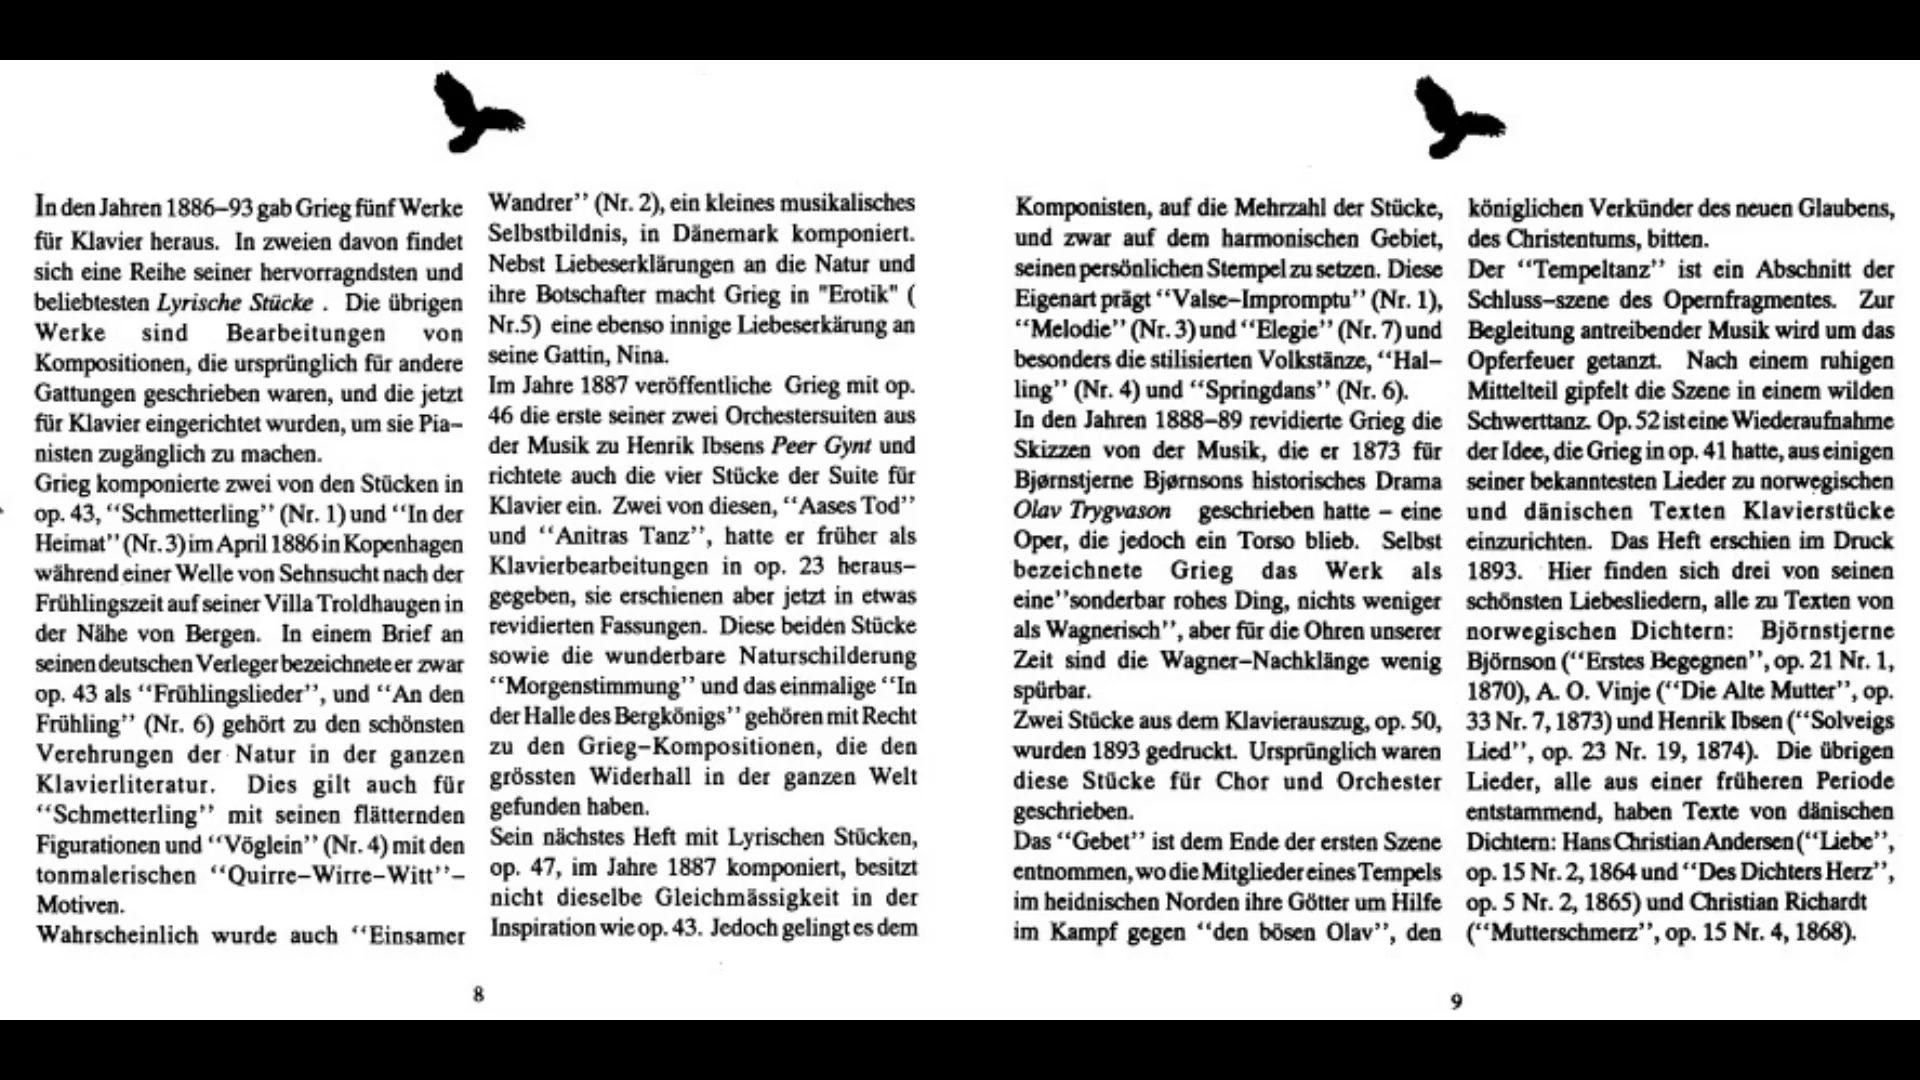 In den Jahren 1886–93 gab Grieg fünf Werke
für Klavier heraus. In zweien davon findet
sich eine Reihe seiner hervorragndsten und
beliebtesten Lyrische Stücke . Die übrigen
Werke sind Bearbeitungen von
Kompositionen, die ursprünglich für andere
Gattungen geschrieben waren, und die jetzt
für Klavier eingerichtet wurden, um sie Pia–
nisten zugänglich zu machen.
Grieg komponierte zwei von den Stücken in
op. 43, “Schmetterling” (Nr. 1) und “In der
Heimat” (Nr. 3) im April 1886 in Kopenhagen
während einer Welle von Sehnsucht nach der
Frühlingszeit auf seiner Villa Troldhaugen in
der Nähe von Bergen. In einem Brief an
seinen deutschen Verleger bezeichnete er zwar
op. 43 als “Frühlingslieder”, und “An den
Frühling” (Nr. 6) gehört zu den schönsten
Verehrungen der Natur in der ganzen
Klavierliteratur. Dies gilt auch für
“Schmetterling” mit seinen flätternden
Figurationen und “Vöglein” (Nr. 4) mit den
tonmalerischen “Quirre–Wirre–Witt”–
Motiven.
Wahrscheinlich wurde auch “Einsamer
Wandrer” (Nr. 2), ein kleines musikalisches
Selbstbildnis, in Dänemark komponiert.
Nebst Liebeserklärungen an die Natur und
ihre Botschafter macht Grieg in "Erotik" (
Nr.5) eine ebenso innige Liebeserkärung an
seine Gattin, Nina.
Im Jahre 1887 veröffentliche Grieg mit op.
46 die erste seiner zwei Orchestersuiten aus
der Musik zu Henrik Ibsens Peer Gynt und
richtete auch die vier Stücke der Suite für
Klavier ein. Zwei von diesen, “Aases Tod”
und “Anitras Tanz”, hatte er früher als
Klavierbearbeitungen in op. 23 heraus–
gegeben, sie erschienen aber jetzt in etwas
revidierten Fassungen. Diese beiden Stücke
sowie die wunderbare Naturschilderung
“Morgenstimmung” und das einmalige “In
der Halle des Bergkönigs” gehören mit Recht
zu den Grieg–Kompositionen, die den
grössten Widerhall in der ganzen Welt
gefunden haben.
Sein nächstes Heft mit Lyrischen Stücken,
op. 47, im Jahre 1887 komponiert, besitzt
nicht dieselbe Gleichmässigkeit in der
Inspiration wie op. 43. Jedoch gelingt es dem
8
Komponisten, auf die Mehrzahl der Stücke,
und zwar auf dem harmonischen Gebiet,
seinen persönlichen Stempel zu setzen. Diese
Eigenart prägt “Valse–Impromptu” (Nr. 1),
“Melodie” (Nr. 3) und “Elegie” (Nr. 7) und
besonders die stilisierten Volkstänze, “Hal–
ling” (Nr. 4) und “Springdans” (Nr. 6).
In den Jahren 1888–89 revidierte Grieg die
Skizzen von der Musik, die er 1873 für
Bjørnstjerne Bjørnsons historisches Drama
Olav Trygvason geschrieben hatte – eine
Oper, die jedoch ein Torso blieb. Selbst
bezeichnete Grieg das Werk als
eine”sonderbar rohes Ding, nichts weniger
als Wagnerisch”, aber für die Ohren unserer
Zeit sind die Wagner–Nachklänge wenig
spürbar.
Zwei Stücke aus dem Klavierauszug, op. 50,
wurden 1893 gedruckt. Ursprünglich waren
diese Stücke für Chor und Orchester
geschrieben.
Das “Gebet” ist dem Ende der ersten Szene
entnommen, wo die Mitglieder eines Tempels
im heidnischen Norden ihre Götter um Hilfe
im Kampf gegen “den bösen Olav”, den
königlichen Verkünder des neuen Glaubens,
des Christentums, bitten.
Der “Tempeltanz” ist ein Abschnitt der
Schluss–szene des Opernfragmentes. Zur
Begleitung antreibender Musik wird um das
Opferfeuer getanzt. Nach einem ruhigen
Mittelteil gipfelt die Szene in einem wilden
Schwerttanz. Op. 52 ist eine Wiederaufnahme
der Idee, die Grieg in op. 41 hatte, aus einigen
seiner bekanntesten Lieder zu norwegischen
und dänischen Texten Klavierstücke
einzurichten. Das Heft erschien im Druck
1893. Hier finden sich drei von seinen
schönsten Liebesliedern, alle zu Texten von
norwegischen Dichtern: Björnstjerne
Björnson (“Erstes Begegnen”, op. 21 Nr. 1,
1870), A. O. Vinje (“Die Alte Mutter”, op.
33 Nr. 7, 1873) und Henrik Ibsen (“Solveigs
Lied”, op. 23 Nr. 19, 1874). Die übrigen
Lieder, alle aus einer früheren Periode
entstammend, haben Texte von dänischen
Dichtern: Hans Christian Andersen (“Liebe”,
op. 15 Nr. 2, 1864 und “Des Dichters Herz”,
op. 5 Nr. 2, 1865) und Christian Richardt
(“Mutterschmerz”, op. 15 Nr. 4, 1868).
9